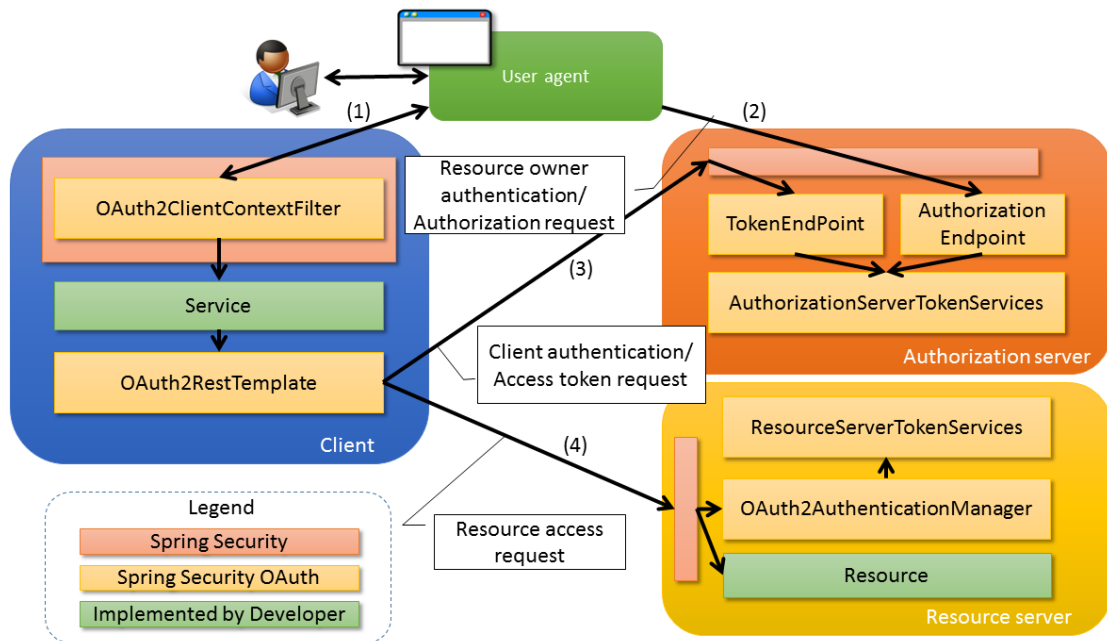 User agent
(1)
(2)
Resource owner
authentication/
Authorization request
OAuth2ClientContextFilter
TokenEndPoint
Authorization
Endpoint
(3)
Service
AuthorizationServerTokenServices
Client authentication/
Access token request
Authorization server
OAuth2RestTemplate
Client
(4)
ResourceServerTokenServices
Legend
OAuth2AuthenticationManager
Spring Security
Resource access
request
Spring Security OAuth
Resource
Implemented by Developer
Resource server